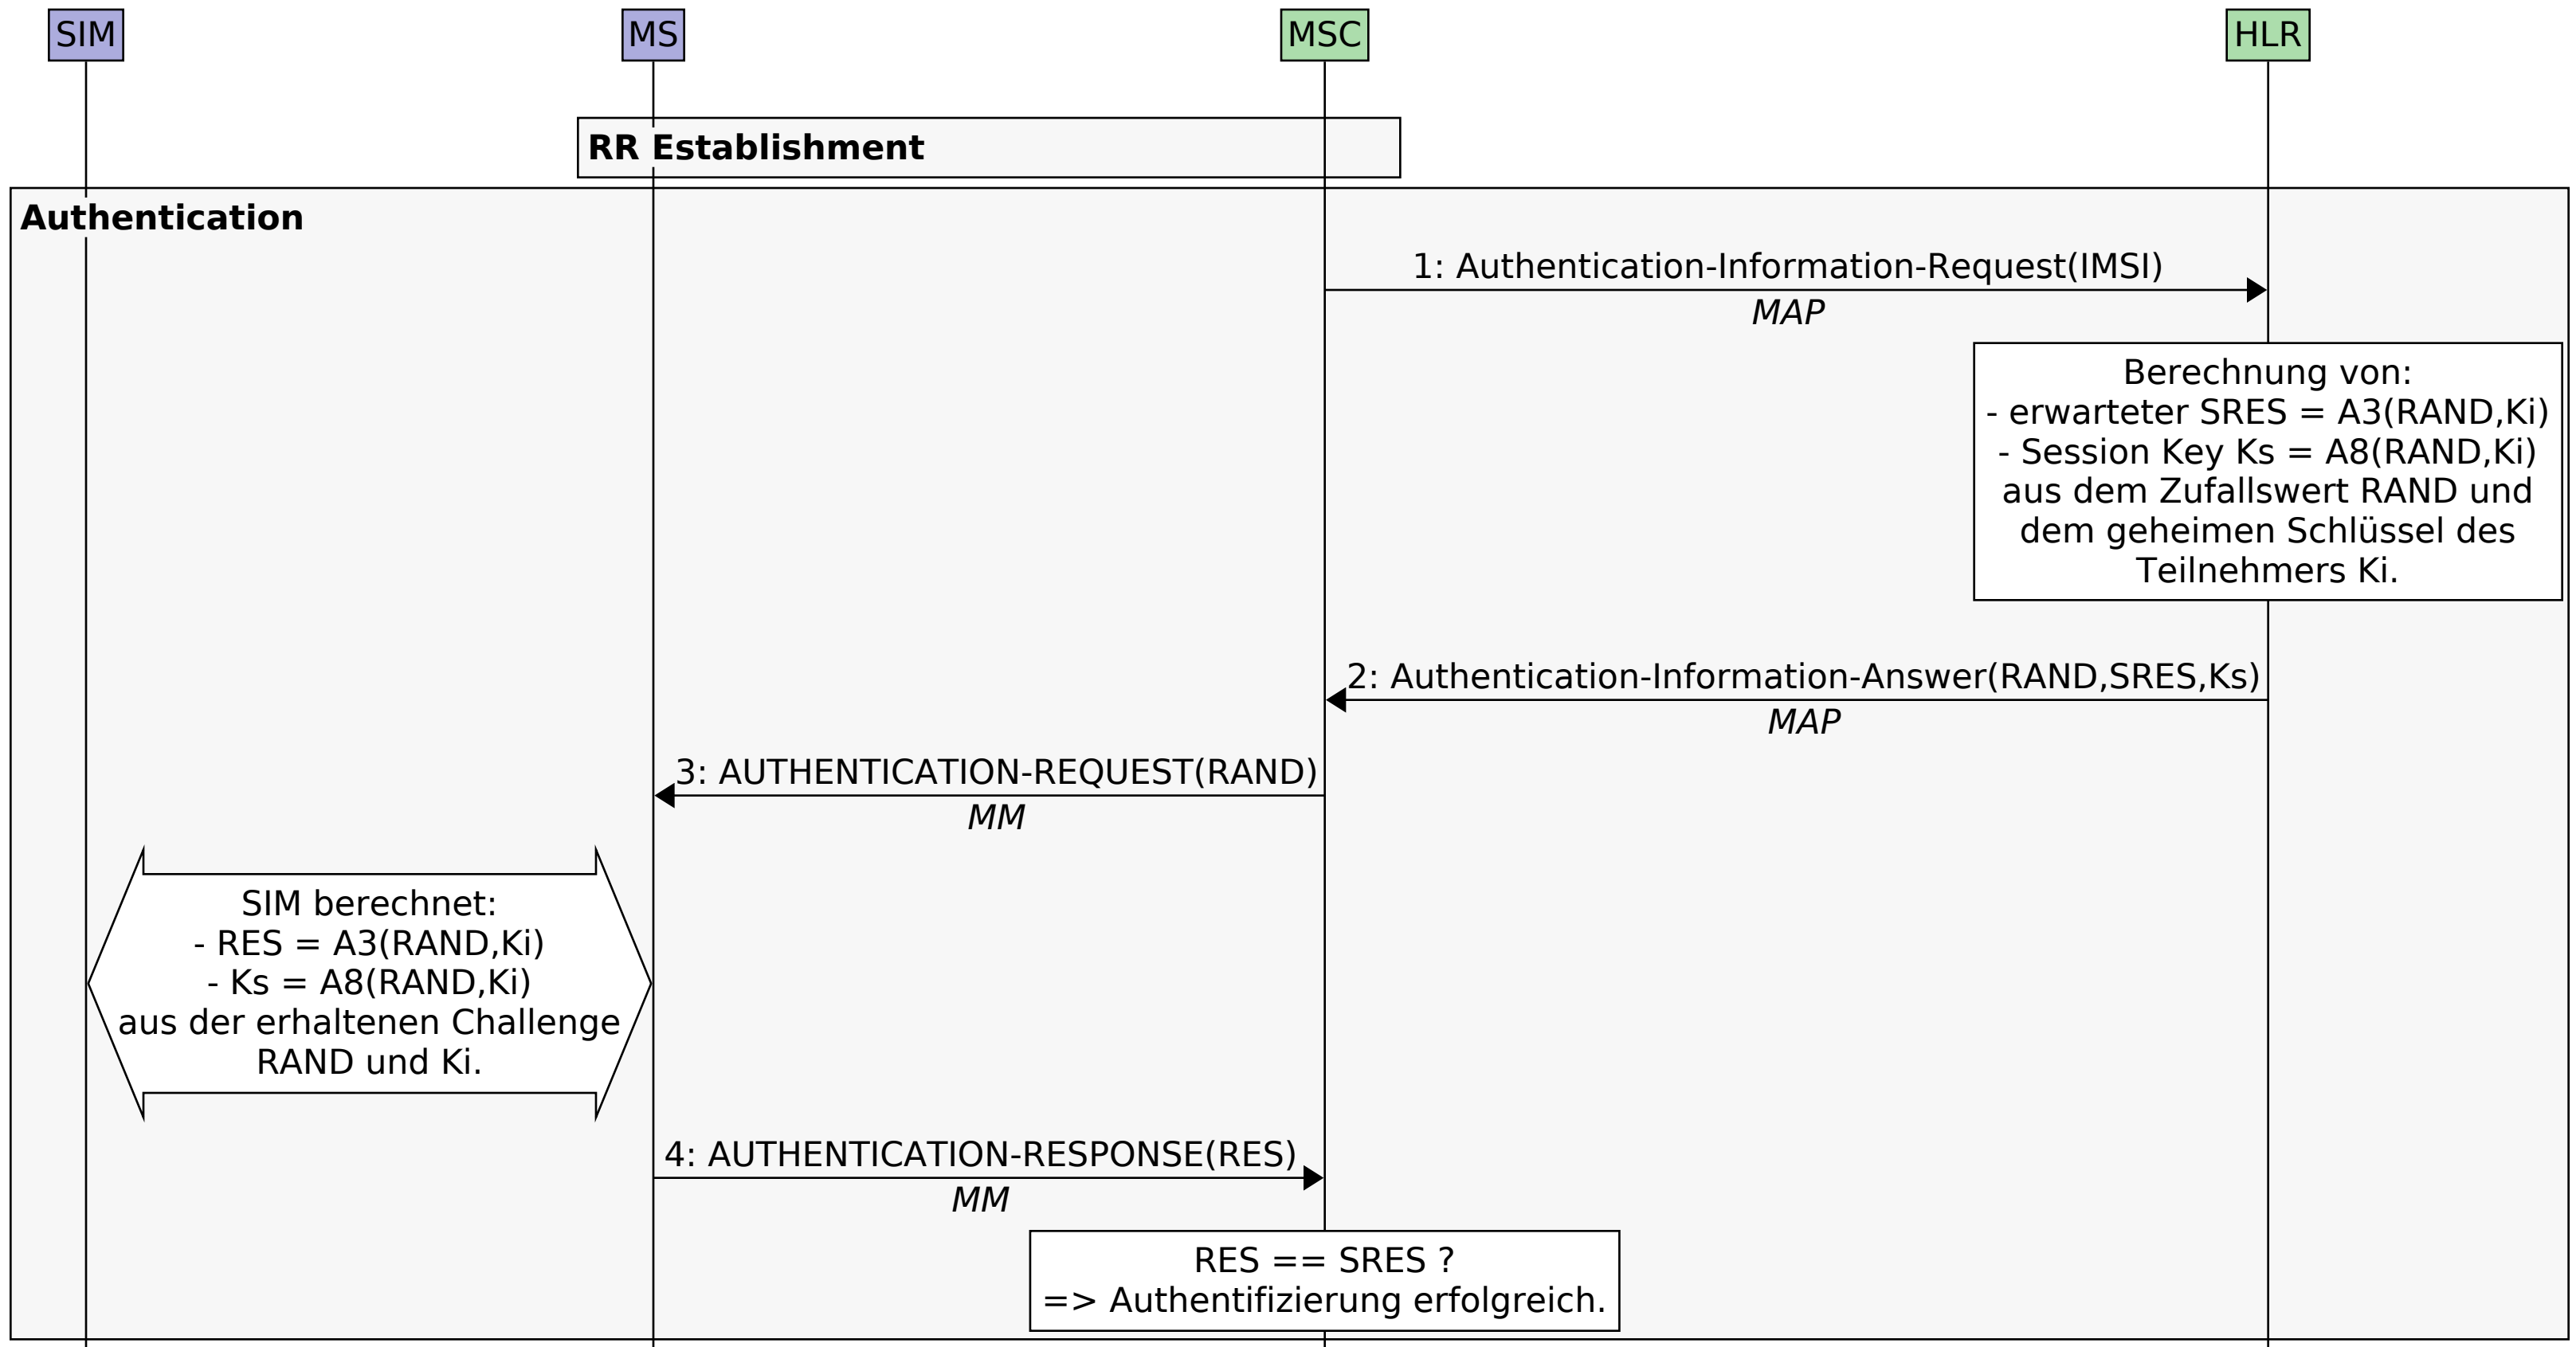 SIM
MS
MSC
HLR
RR Establishment
Authentication
1: Authentication-Information-Request(IMSI)
MAP
Berechnung von:
- erwarteter SRES = A3(RAND,Ki)
- Session Key Ks = A8(RAND,Ki)
aus dem Zufallswert RAND und
dem geheimen Schlüssel des
Teilnehmers Ki.
2: Authentication-Information-Answer(RAND,SRES,Ks)
MAP
3: AUTHENTICATION-REQUEST(RAND)
MM
SIM berechnet:
- RES = A3(RAND,Ki)
- Ks = A8(RAND,Ki)
aus der erhaltenen Challenge
RAND und Ki.
4: AUTHENTICATION-RESPONSE(RES)
MM
RES == SRES ?
=> Authentifizierung erfolgreich.